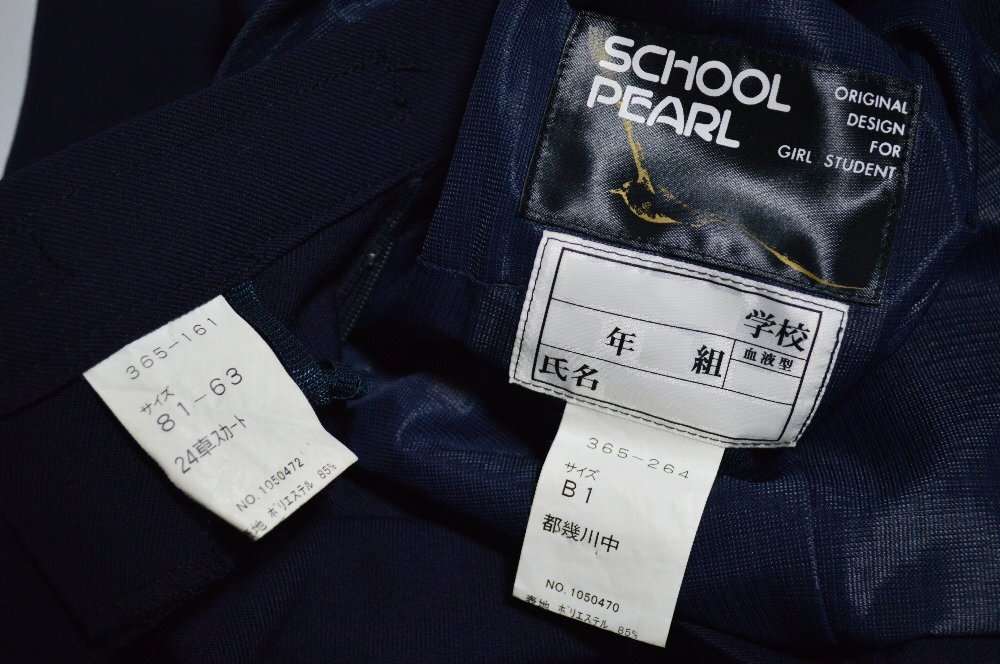 SCHOOL
PEARL
ORIGINAL
DESIGN
FOR
GIRL STUDENT
学校
年 組
血液型
氏名
365-161
サイズ
81-63
24車スカート
NO.1050472
表地 ポリエステル 85%
365-264
サイズ
B1
都幾川中
NO.1050470
表地 ポリエステル 85%